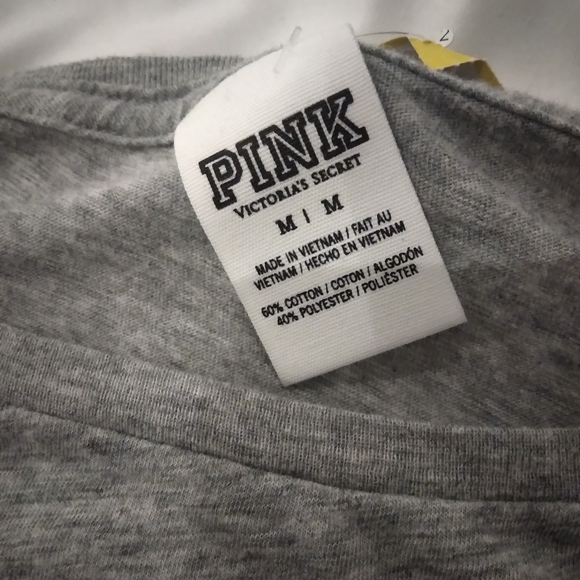 PINK
VICTORIA'S SECRET
M | M
MADE IN VIETNAM / FAIT AU
VIETNAM / HECHO EN VIETNAM
60% COTTON / COTON / ALGODÓN
40% POLYESTER / POLIÉSTER